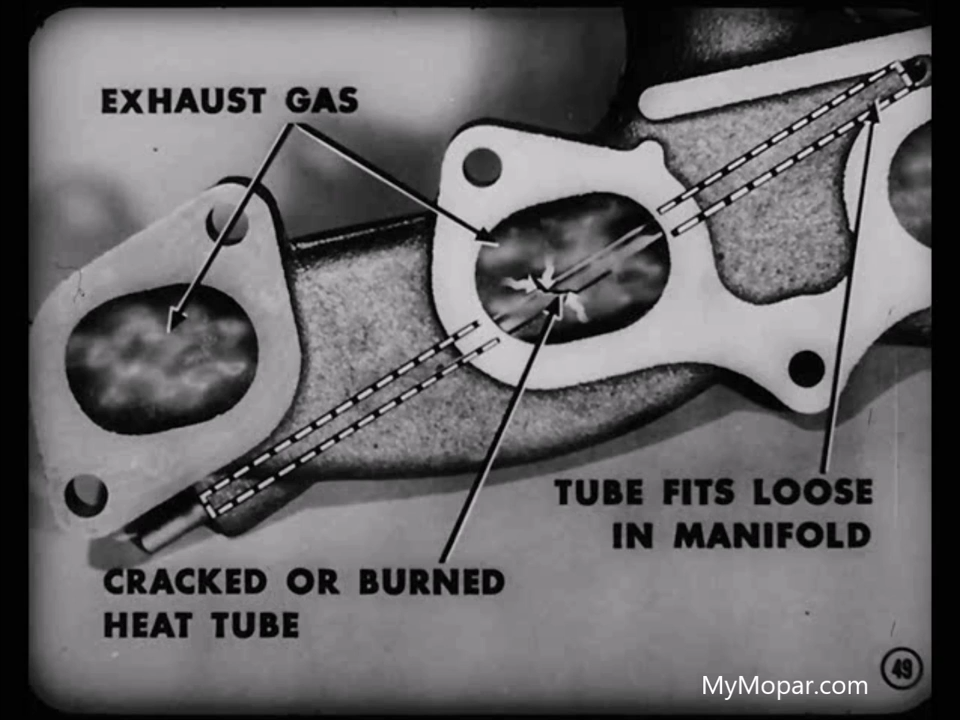 EXHAUST GAS
TUBE FITS LOOSE
IN MANIFOLD
CRACKED OR BURNED
HEAT TUBE
49
MyMopar.com